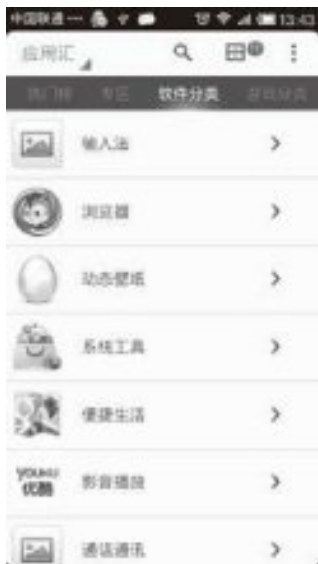 中国联通 13:43
应用汇
热门榜 专区 软件分类 游戏分类
输入法
浏览器
动态壁纸
系统工具
便捷生活
YOUKU
优酷
影音播放
通话通讯